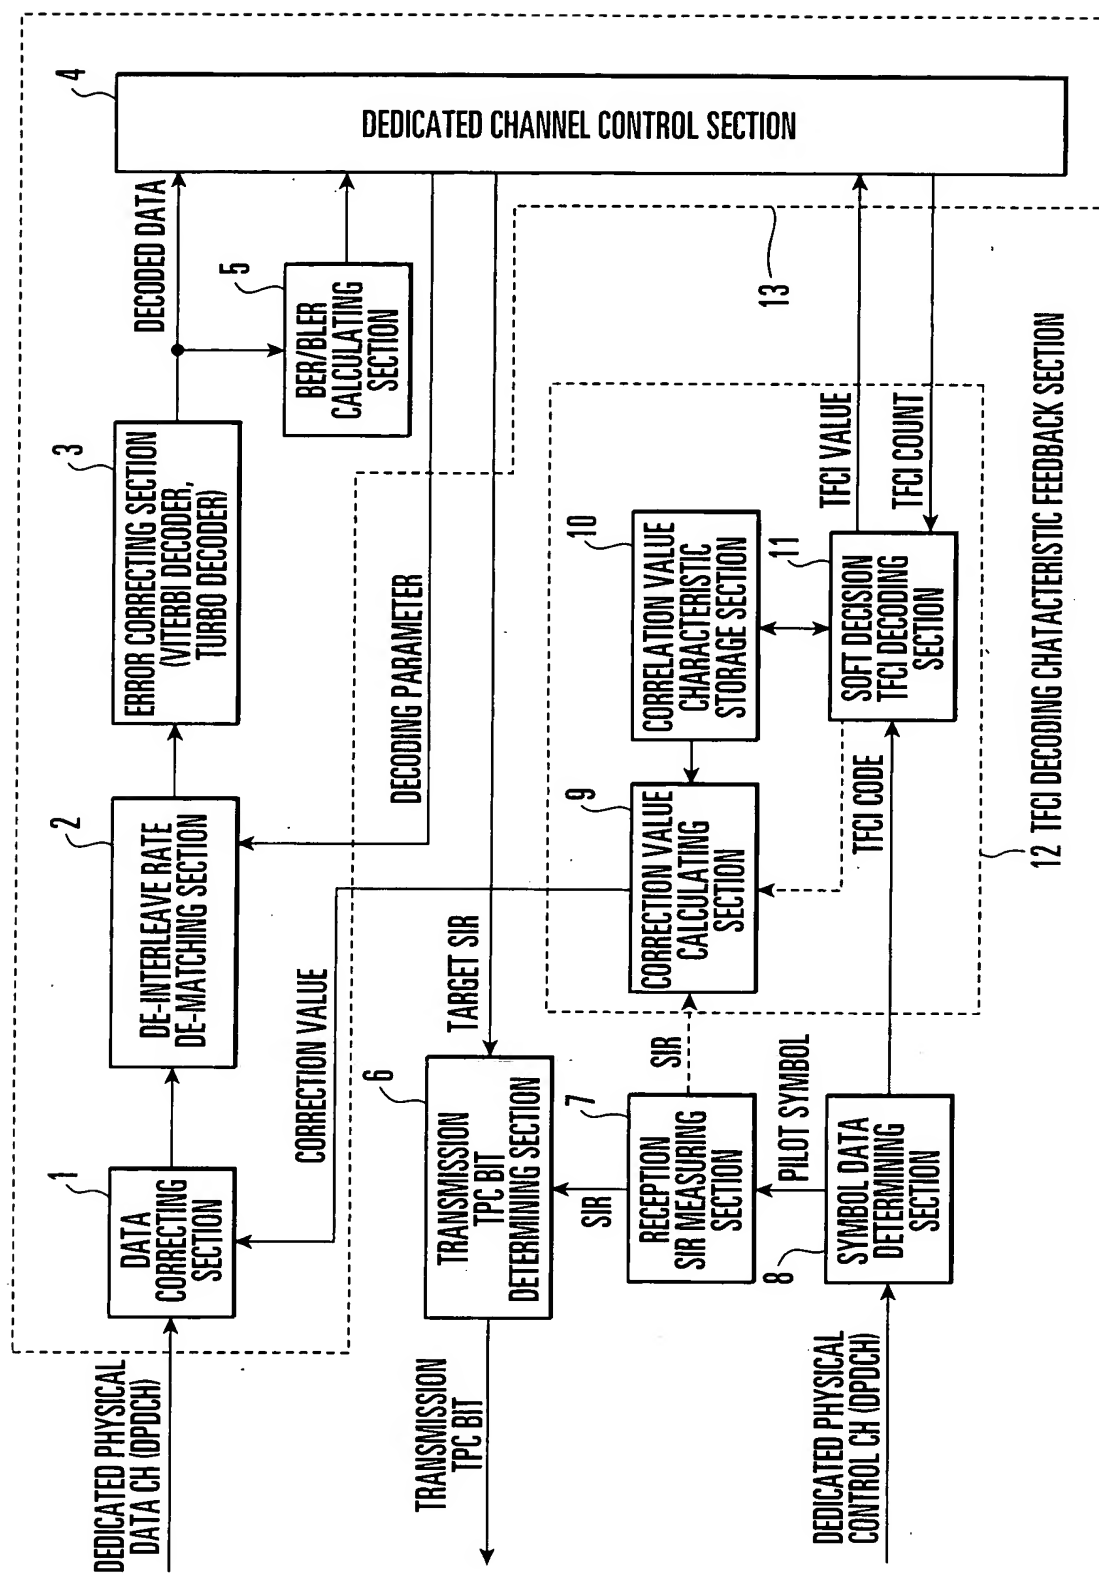 DEDICATED PHYSICAL
DATA CH (DPDCH)
1
DATA
CORRECTING
SECTION
2
DE-INTERLEAVE RATE
DE-MATCHING SECTION
3
ERROR CORRECTING SECTION
(VITERBI DECODER,
TURBO DECODER)
DECODED DATA
4
DEDICATED CHANNEL CONTROL SECTION
5
BER/BLER
CALCULATING
SECTION
CORRECTION VALUE
DECODING PARAMETER
TARGET SIR
TRANSMISSION
TPC BIT
6
TRANSMISSION
TPC BIT
DETERMINING SECTION
SIR
7
RECEPTION
SIR MEASURING
SECTION
SIR
PILOT SYMBOL
8
SYMBOL DATA
DETERMINING
SECTION
DEDICATED PHYSICAL
CONTROL CH (DPDCH)
9
CORRECTION VALUE
CALCULATING
SECTION
10
CORRELATION VALUE
CHARACTERISTIC
STORAGE SECTION
11
SOFT DECISION
TFCI DECODING
SECTION
TFCI CODE
TFCI VALUE
TFCI COUNT
13
12 TFCI DECODING CHATACTERISTIC FEEDBACK SECTION